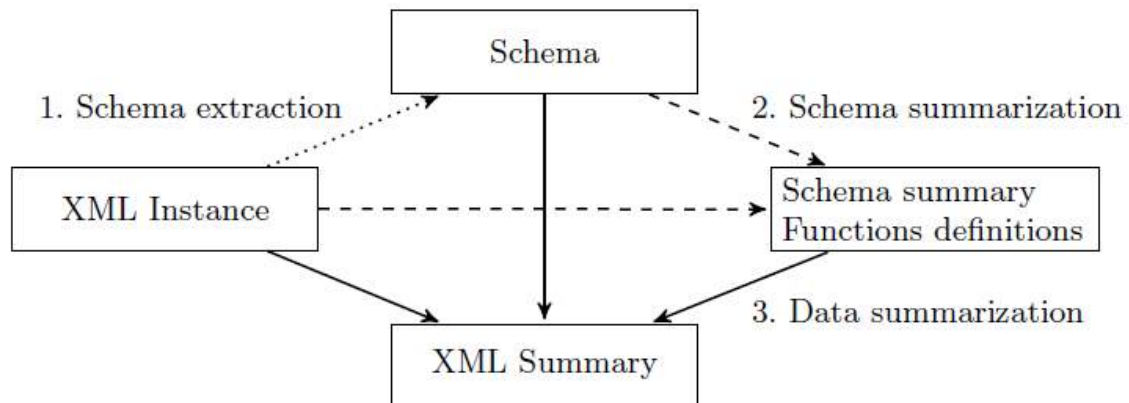 Schema
1. Schema extraction
2. Schema summarization
XML Instance
Schema summary
Functions definitions
3. Data summarization
XML Summary